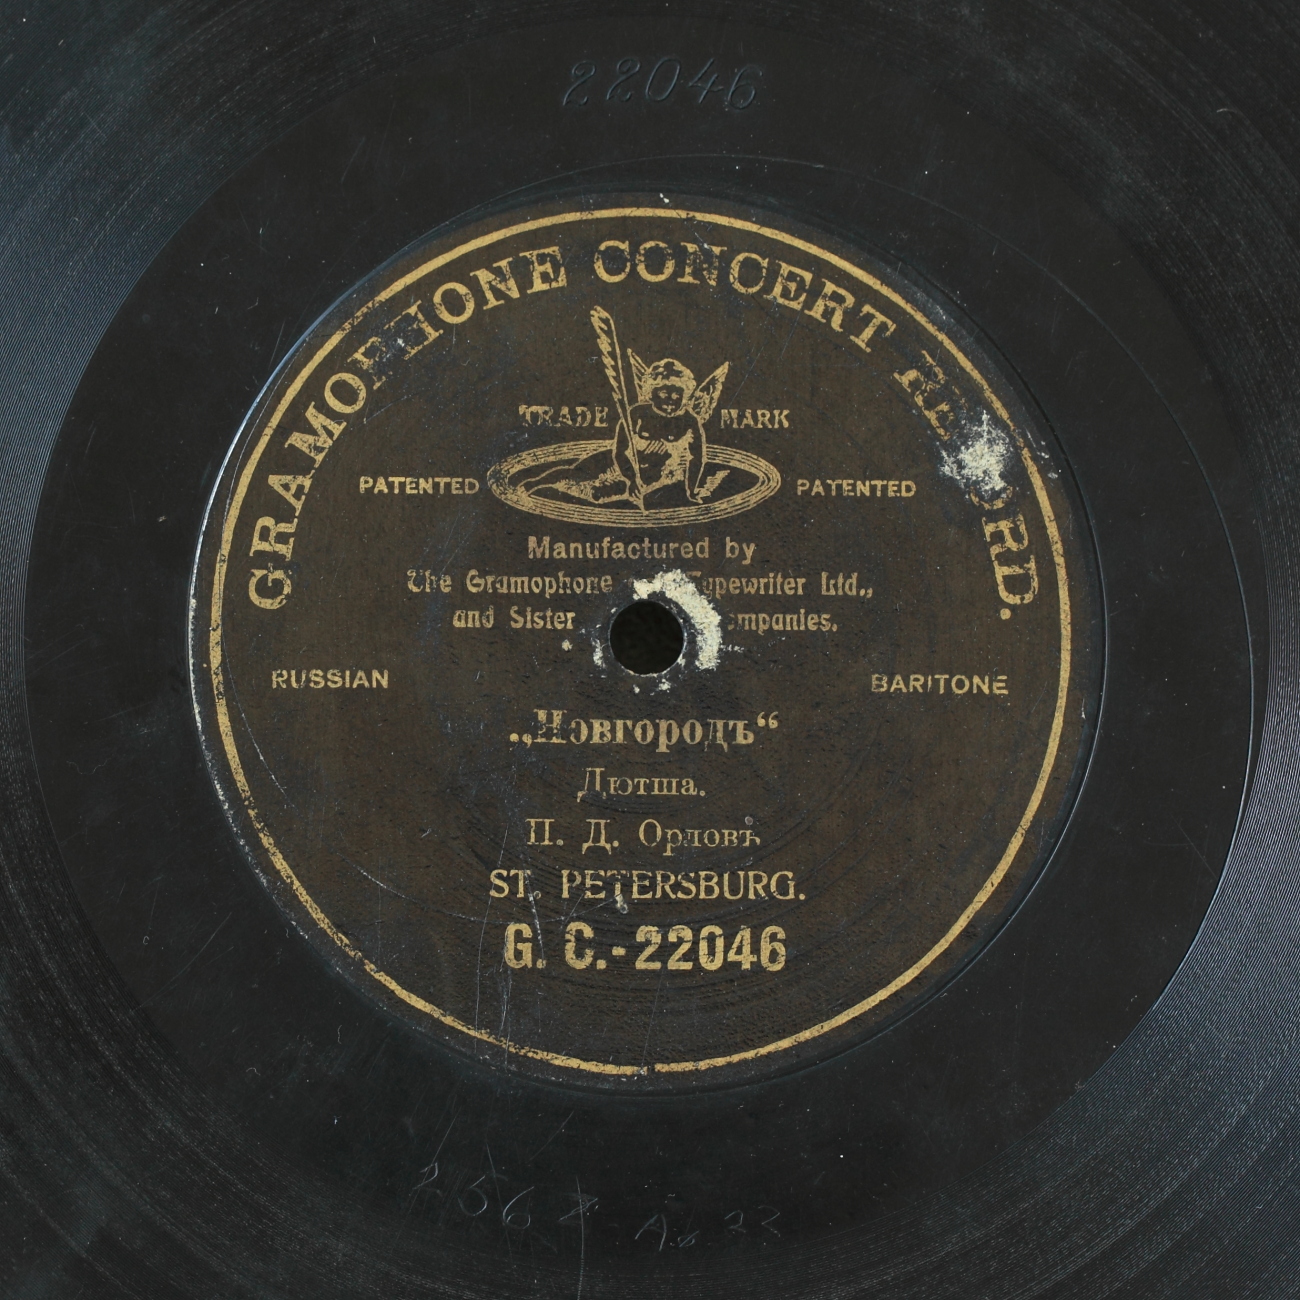 22046
GRAMOPHONE CONCERT RECORD.
TRADE MARK
PATENTED PATENTED
Manufactured by
The Gramophone Typewriter Ltd.,
and Sister Companies.
RUSSIAN BARITONE
„Новгородъ“
Дютша.
П. Д. Орловъ
ST. PETERSBURG.
G. C.-22046